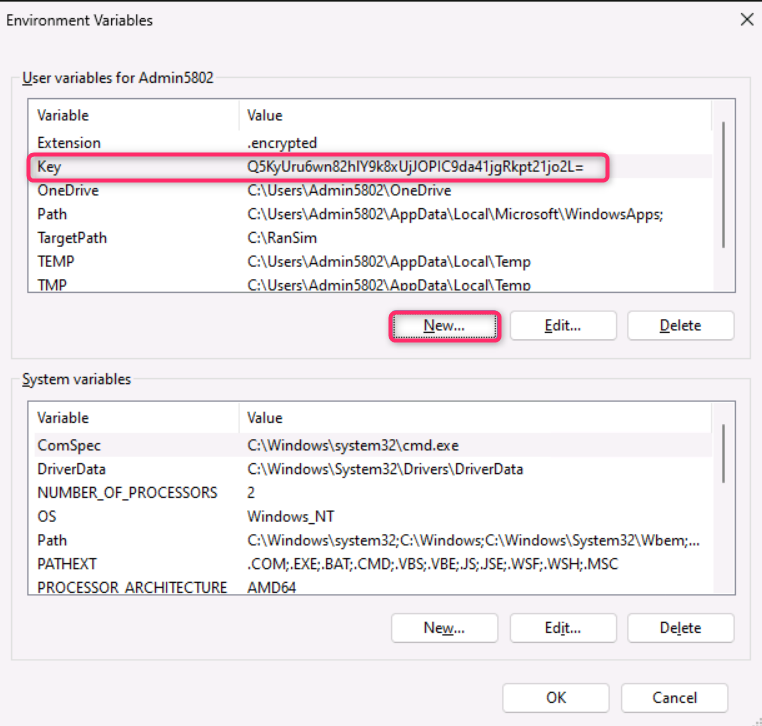 Environment Variables
User variables for Admin5802
Variable Value
Extension .encrypted
Key Q5KyUru6wn82hlY9k8xUjJOPIC9da41jgRkpt21jo2L=
OneDrive C:\Users\Admin5802\OneDrive
Path C:\Users\Admin5802\AppData\Local\Microsoft\WindowsApps;
TargetPath C:\RanSim
TEMP C:\Users\Admin5802\AppData\Local\Temp
TMP C:\Users\Admin5802\AppData\Local\Temp
New... Edit... Delete
System variables
Variable Value
ComSpec C:\Windows\system32\cmd.exe
DriverData C:\Windows\System32\Drivers\DriverData
NUMBER_OF_PROCESSORS 2
OS Windows_NT
Path C:\Windows\system32;C:\Windows;C:\Windows\System32\Wbem;...
PATHEXT .COM;.EXE;.BAT;.CMD;.VBS;.VBE;.JS;.JSE;.WSF;.WSH;.MSC
PROCESSOR_ARCHITECTURE AMD64
New... Edit... Delete
OK Cancel